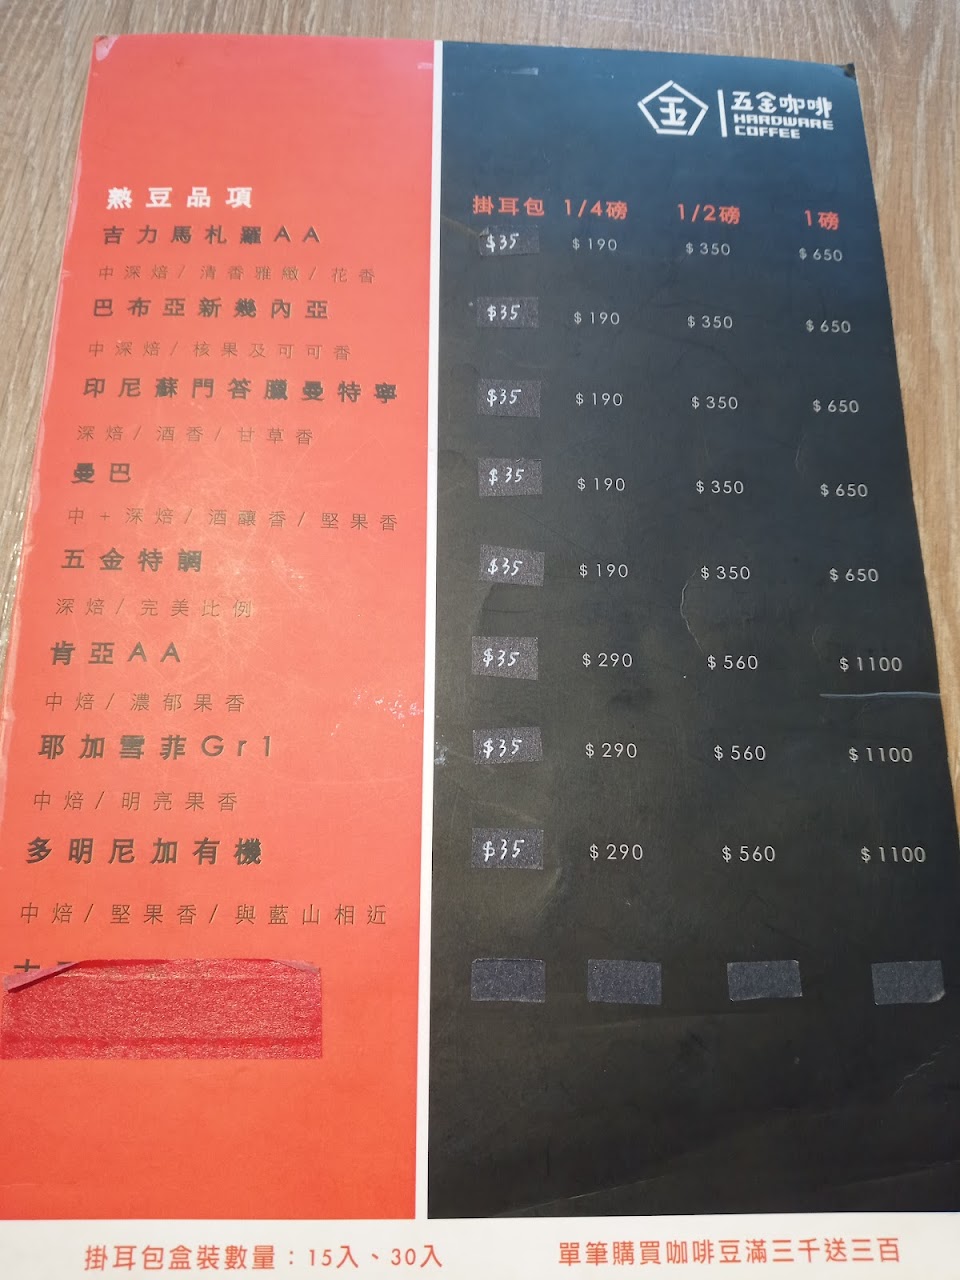 五金咖啡
HARDWARE
COFFEE
熟豆品項 掛耳包 1/4磅 1/2磅 1磅
吉力馬札羅AA $35 $190 $350 $650
中深焙/清香雅緻/花香
巴布亞新幾內亞 $35 $190 $350 $650
中深焙/核果及可可香
印尼蘇門答臘曼特寧 $35 $190 $350 $650
深焙/酒香/甘草香
曼巴 $35 $190 $350 $650
中+深焙/酒釀香/堅果香
五金特調 $35 $190 $350 $650
深焙/完美比例
肯亞AA $35 $290 $560 $1100
中焙/濃郁果香
耶加雪菲Gr1 $35 $290 $560 $1100
中焙/明亮果香
多明尼加有機 $35 $290 $560 $1100
中焙/堅果香/與藍山相近
掛耳包盒裝數量：15入、30入 單筆購買咖啡豆滿三千送三百